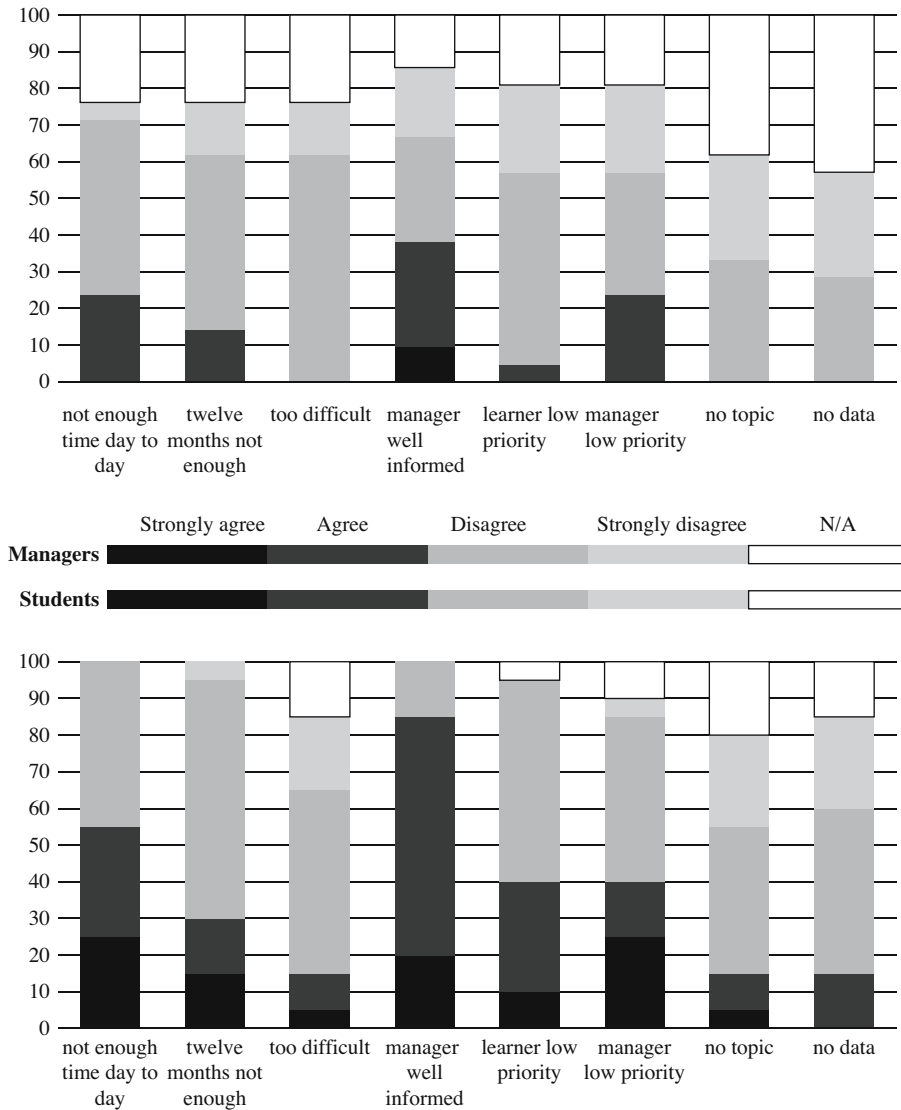 100
90
80
70
60
50
40
30
20
10
0
not enough time day to day
twelve months not enough
too difficult
manager well informed
learner low priority
manager low priority
no topic
no data
Strongly agree Agree Disagree Strongly disagree N/A
Managers
Students
100
90
80
70
60
50
40
30
20
10
0
not enough time day to day
twelve months not enough
too difficult
manager well informed
learner low priority
manager low priority
no topic
no data